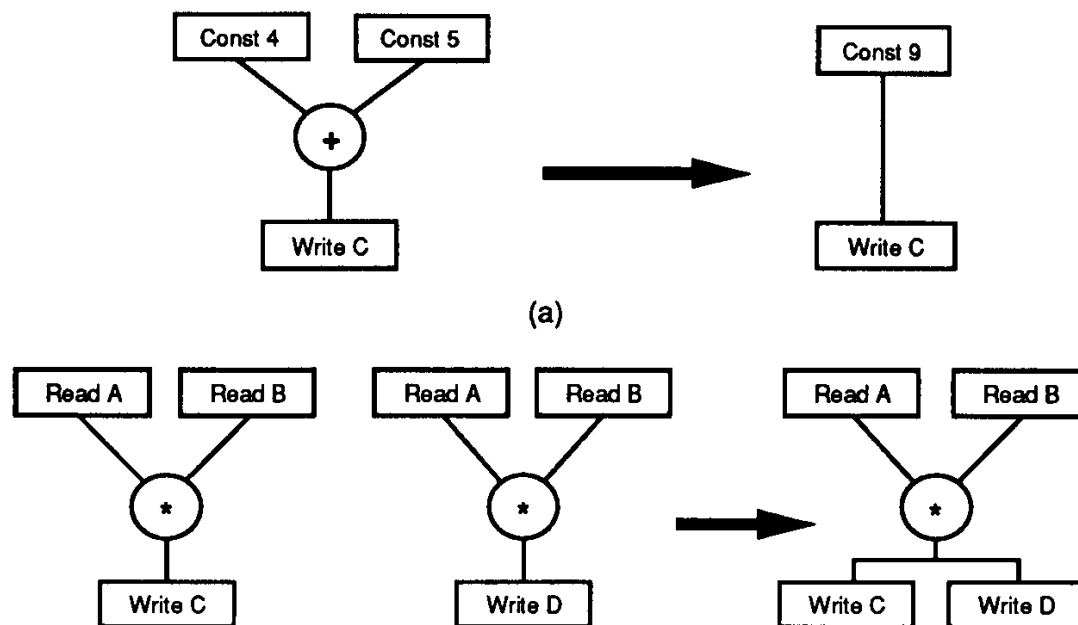 Const 4 Const 5 Const 9
+
Write C Write C
(a)
Read A Read B Read A Read B Read A Read B
* * *
Write C Write D Write C Write D